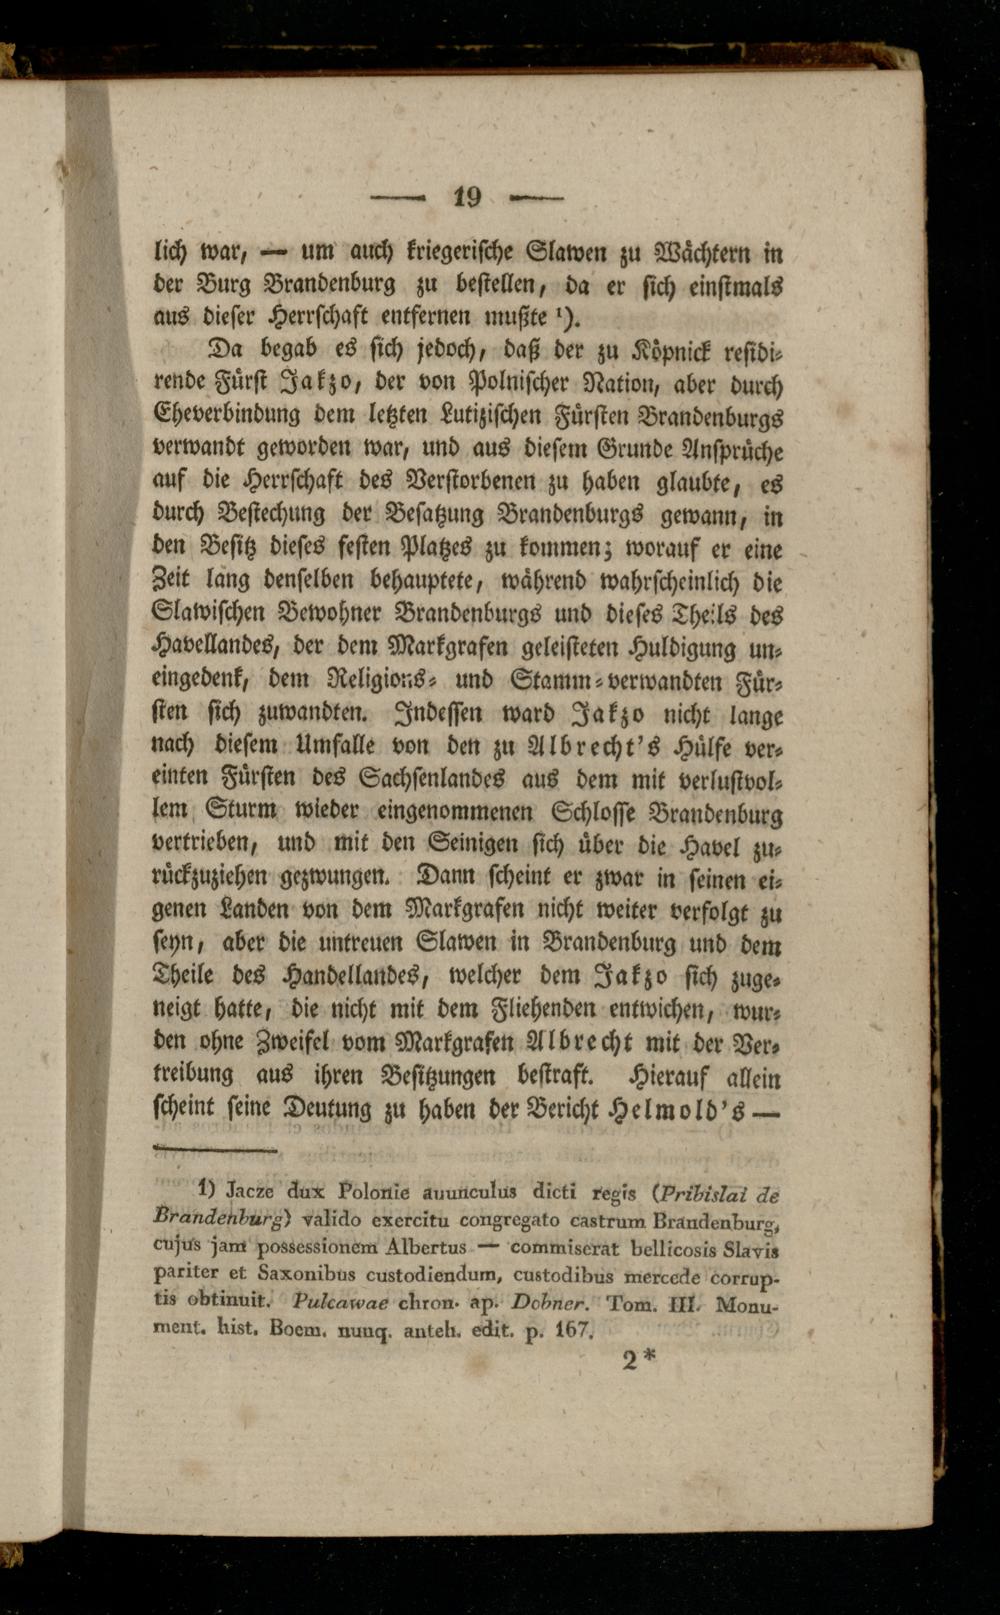 — 19 —
lich war, — um auch kriegerische Slawen zu Wächtern in
der Burg Brandenburg zu bestellen, da er sich einstmals
aus dieser Herrschaft entfernen mußte ¹).
Da begab es sich jedoch, daß der zu Köpnick residi-
rende Fürst Jakzo, der von Polnischer Nation, aber durch
Eheverbindung dem letzten Lutizischen Fürsten Brandenburgs
verwandt geworden war, und aus diesem Grunde Ansprüche
auf die Herrschaft des Verstorbenen zu haben glaubte, es
durch Bestechung der Besatzung Brandenburgs gewann, in
den Besitz dieses festen Platzes zu kommen; worauf er eine
Zeit lang denselben behauptete, während wahrscheinlich die
Slawischen Bewohner Brandenburgs und dieses Theils des
Havellandes, der dem Markgrafen geleisteten Huldigung un-
eingedenk, dem Religions- und Stamm-verwandten Für-
sten sich zuwandten. Indessen ward Jakzo nicht lange
nach diesem Umfalle von den zu Albrecht's Hülfe ver-
einten Fürsten des Sachsenlandes aus dem mit verlustvol-
lem Sturm wieder eingenommenen Schlosse Brandenburg
vertrieben, und mit den Seinigen sich über die Havel zu-
rückzuziehen gezwungen. Dann scheint er zwar in seinen ei-
genen Landen von dem Markgrafen nicht weiter verfolgt zu
seyn, aber die untreuen Slawen in Brandenburg und dem
Theile des Handellandes, welcher dem Jakzo sich zuge-
neigt hatte, die nicht mit dem Fliehenden entwichen, wur-
den ohne Zweifel vom Markgrafen Albrecht mit der Ver-
treibung aus ihren Besitzungen bestraft. Hierauf allein
scheint seine Deutung zu haben der Bericht Helmold's —
1) Jacze dux Polonie auunculus dicti regis (Pribislai de
Brandenburg) valido exercitu congregato castrum Brandenburg,
cujus jam possessionem Albertus — commiserat bellicosis Slavis
pariter et Saxonibus custodiendum, custodibus mercede corrup-
tis obtinuit. Pulcawae chron. ap. Dobner. Tom. III. Monu-
ment. hist. Boem. nunq. anteh. edit. p. 167.
2*